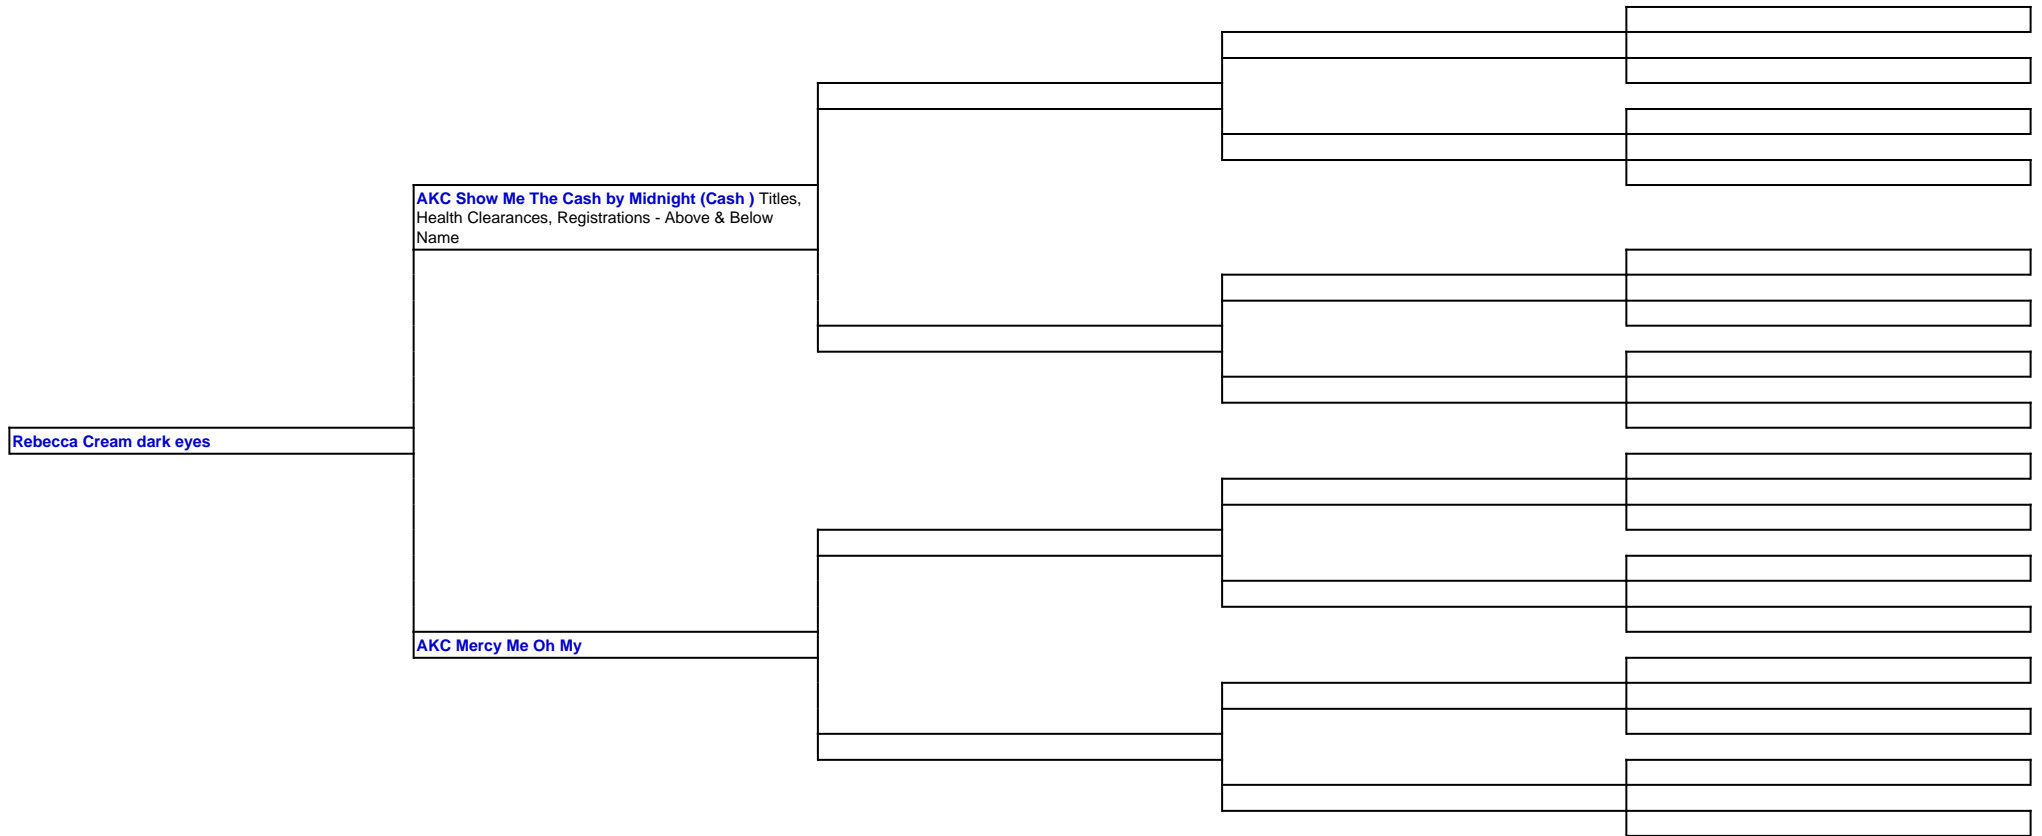 AKC Show Me The Cash by Midnight (Cash ) Titles,
Health Clearances, Registrations - Above & Below
Name
Rebecca Cream dark eyes
AKC Mercy Me Oh My